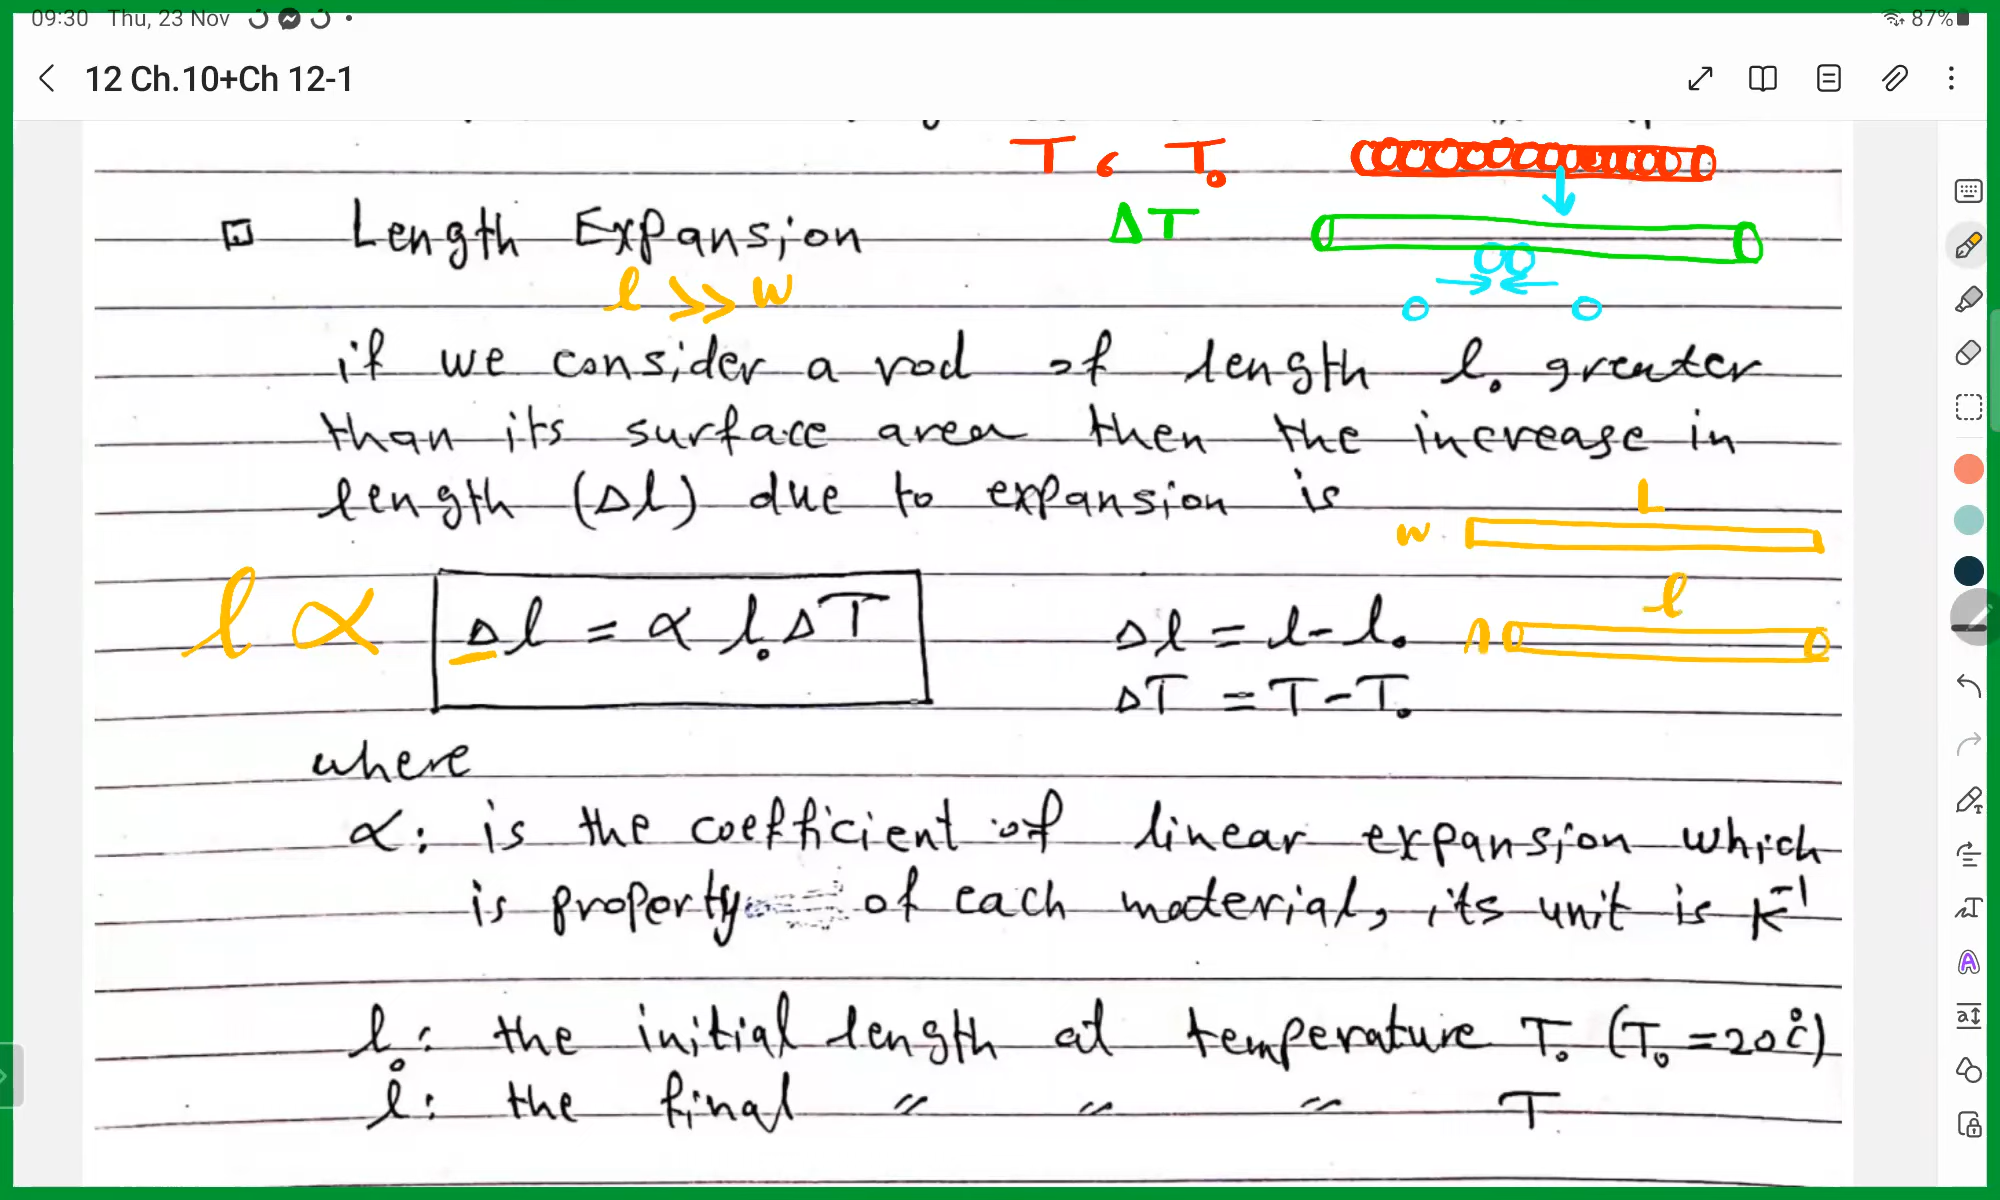 09:30 Thu, 23 Nov
87%
12 Ch.10+Ch 12-1
T < T₀
Length Expansion
ΔT
l >> w
if we consider a rod of length l₀ greater
than its surface area then the increase in
length (Δl) due to expansion is
L
w
l α
Δl = α l₀ ΔT
Δl = l - l₀
l
ΔT = T - T₀
where
α: is the coefficient of linear expansion which
is property of each material, its unit is K⁻¹
l₀: the initial length at temperature T₀ (T₀ = 20°C)
l: the final " " " T